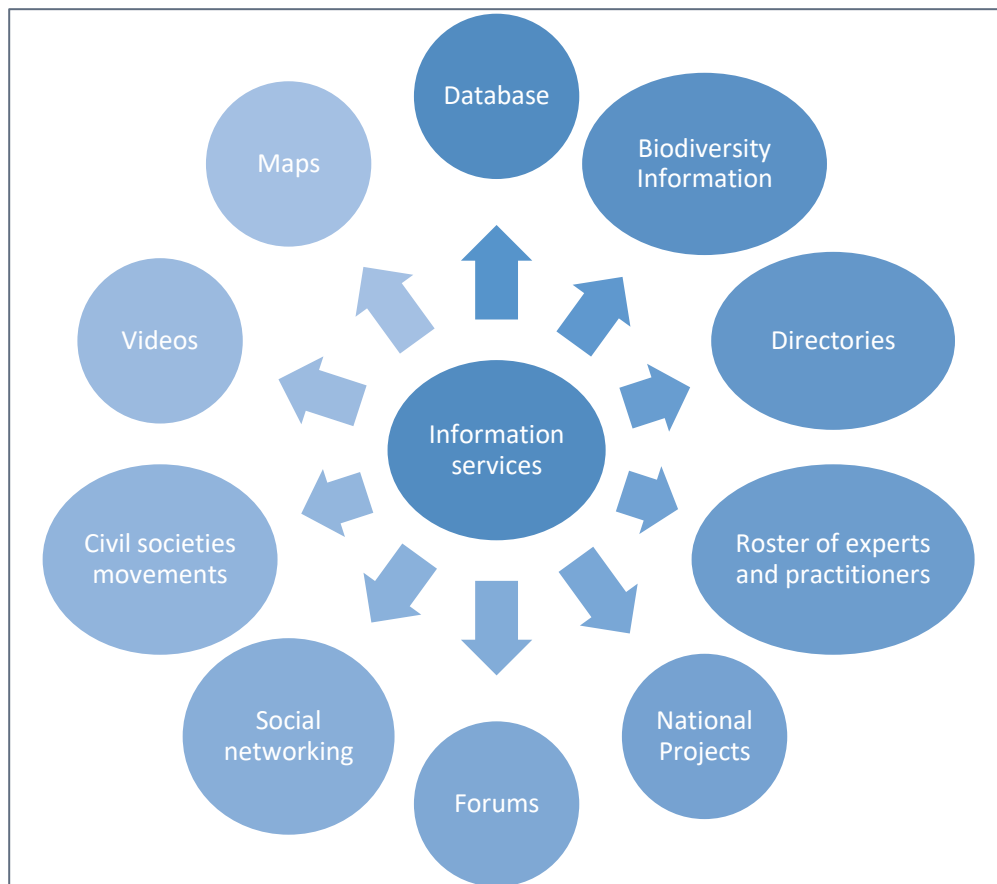 Database
Biodiversity
Information
Directories
Roster of experts
and practitioners
National
Projects
Forums
Social
networking
Civil societies
movements
Videos
Maps
Information
services